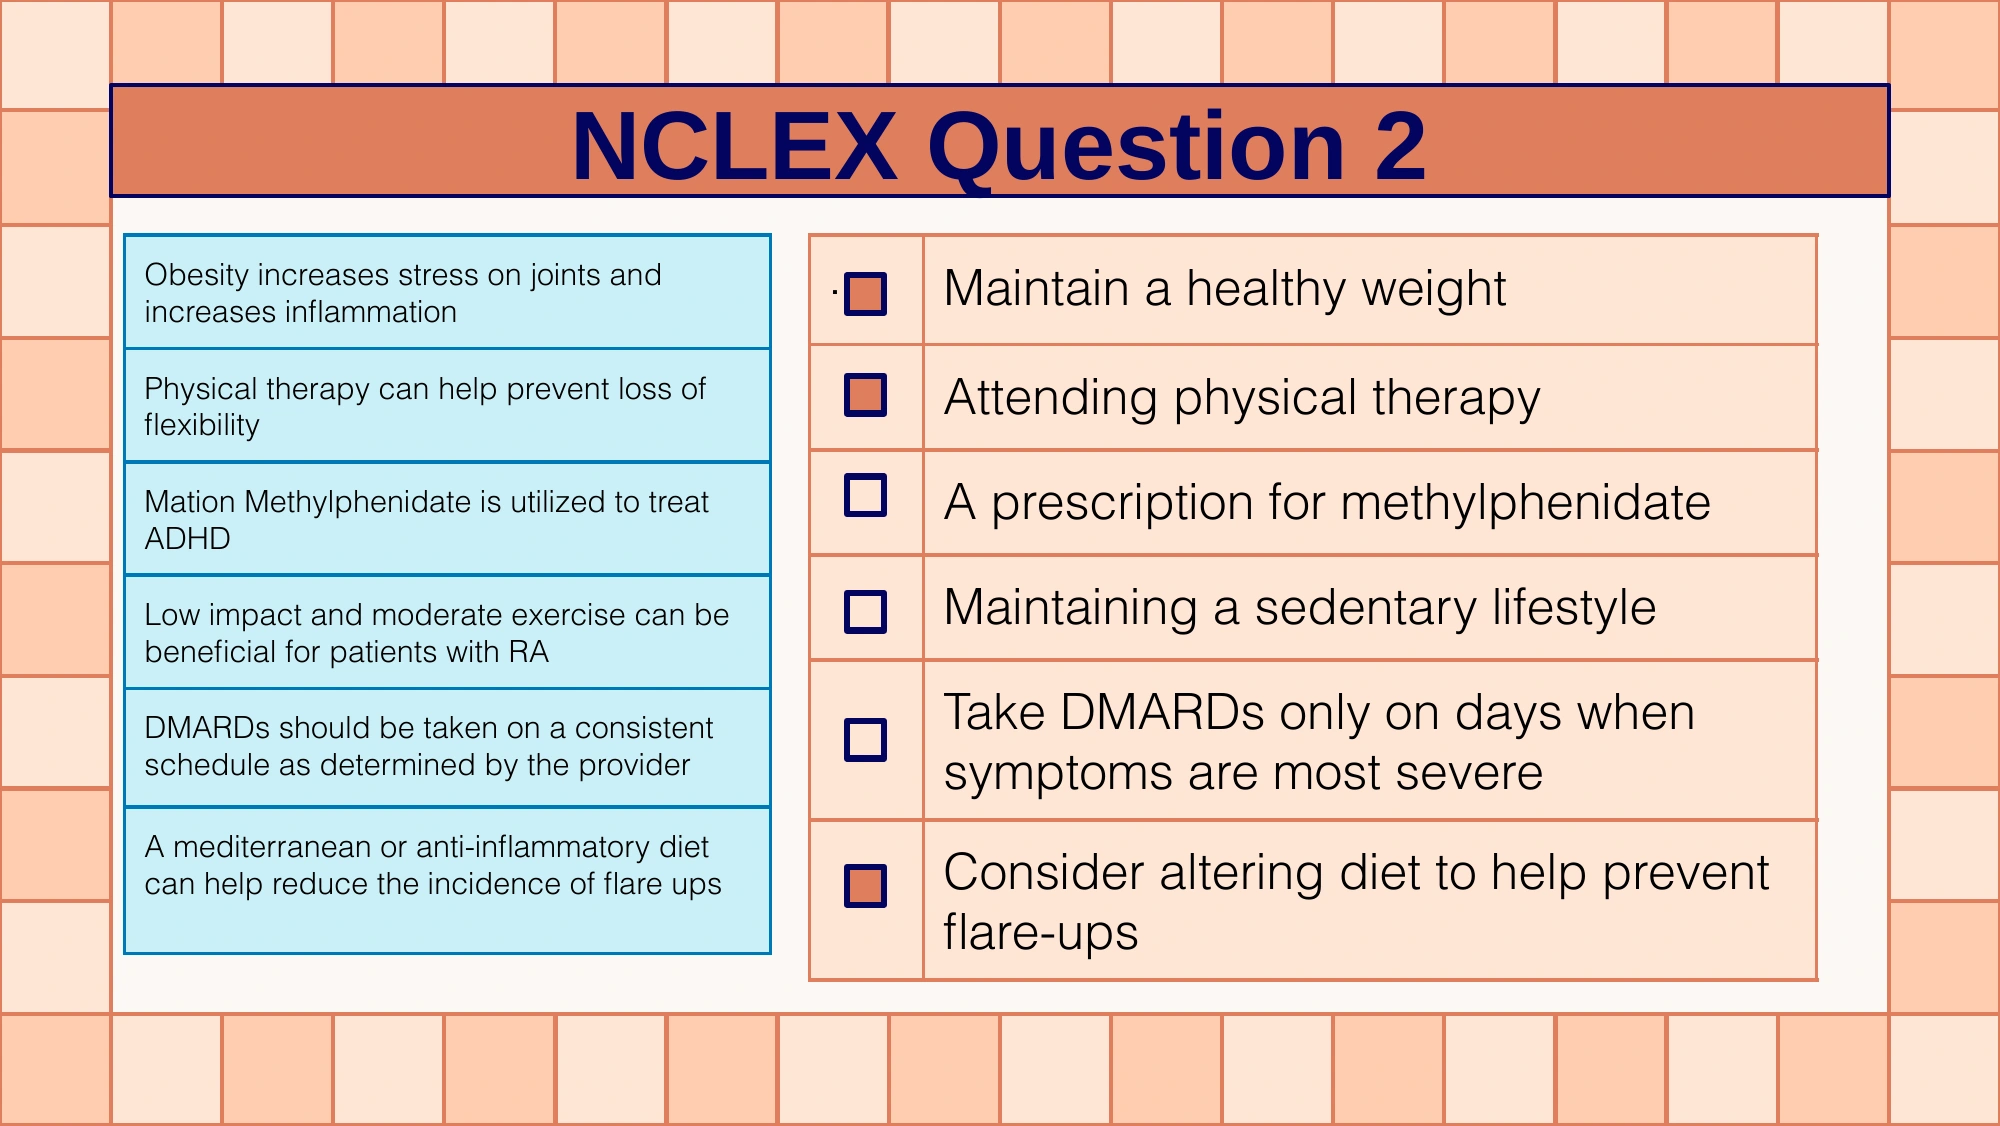 NCLEX Question 2
Obesity increases stress on joints and
increases inflammation
Physical therapy can help prevent loss of
flexibility
Mation Methylphenidate is utilized to treat
ADHD
Low impact and moderate exercise can be
beneficial for patients with RA
DMARDs should be taken on a consistent
schedule as determined by the provider
A mediterranean or anti-inflammatory diet
can help reduce the incidence of flare ups
.
Maintain a healthy weight
Attending physical therapy
A prescription for methylphenidate
Maintaining a sedentary lifestyle
Take DMARDs only on days when
symptoms are most severe
Consider altering diet to help prevent
flare-ups